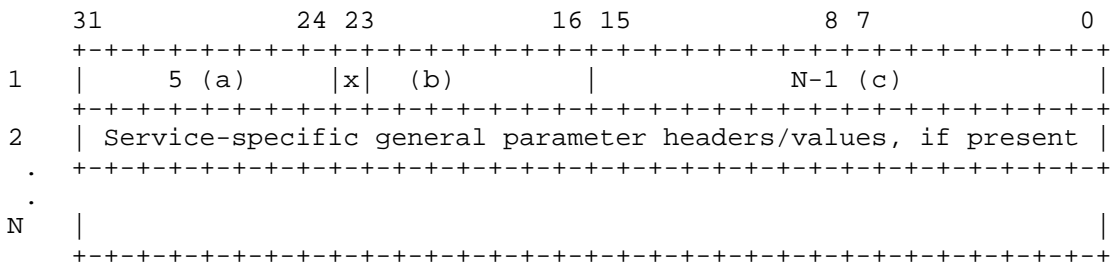 31            24 23           16 15            8 7             0
     +-+-+-+-+-+-+-+-+-+-+-+-+-+-+-+-+-+-+-+-+-+-+-+-+-+-+-+-+-+-+-+-+
1    |     5 (a)     |x|  (b)        |            N-1 (c)            |
     +-+-+-+-+-+-+-+-+-+-+-+-+-+-+-+-+-+-+-+-+-+-+-+-+-+-+-+-+-+-+-+-+
2    | Service-specific general parameter headers/values, if present |
 .   +-+-+-+-+-+-+-+-+-+-+-+-+-+-+-+-+-+-+-+-+-+-+-+-+-+-+-+-+-+-+-+-+
 .
N    |                                                               |
     +-+-+-+-+-+-+-+-+-+-+-+-+-+-+-+-+-+-+-+-+-+-+-+-+-+-+-+-+-+-+-+-+